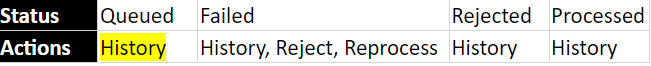 Status Queued Failed Rejected Processed
Actions History History, Reject, Reprocess History History